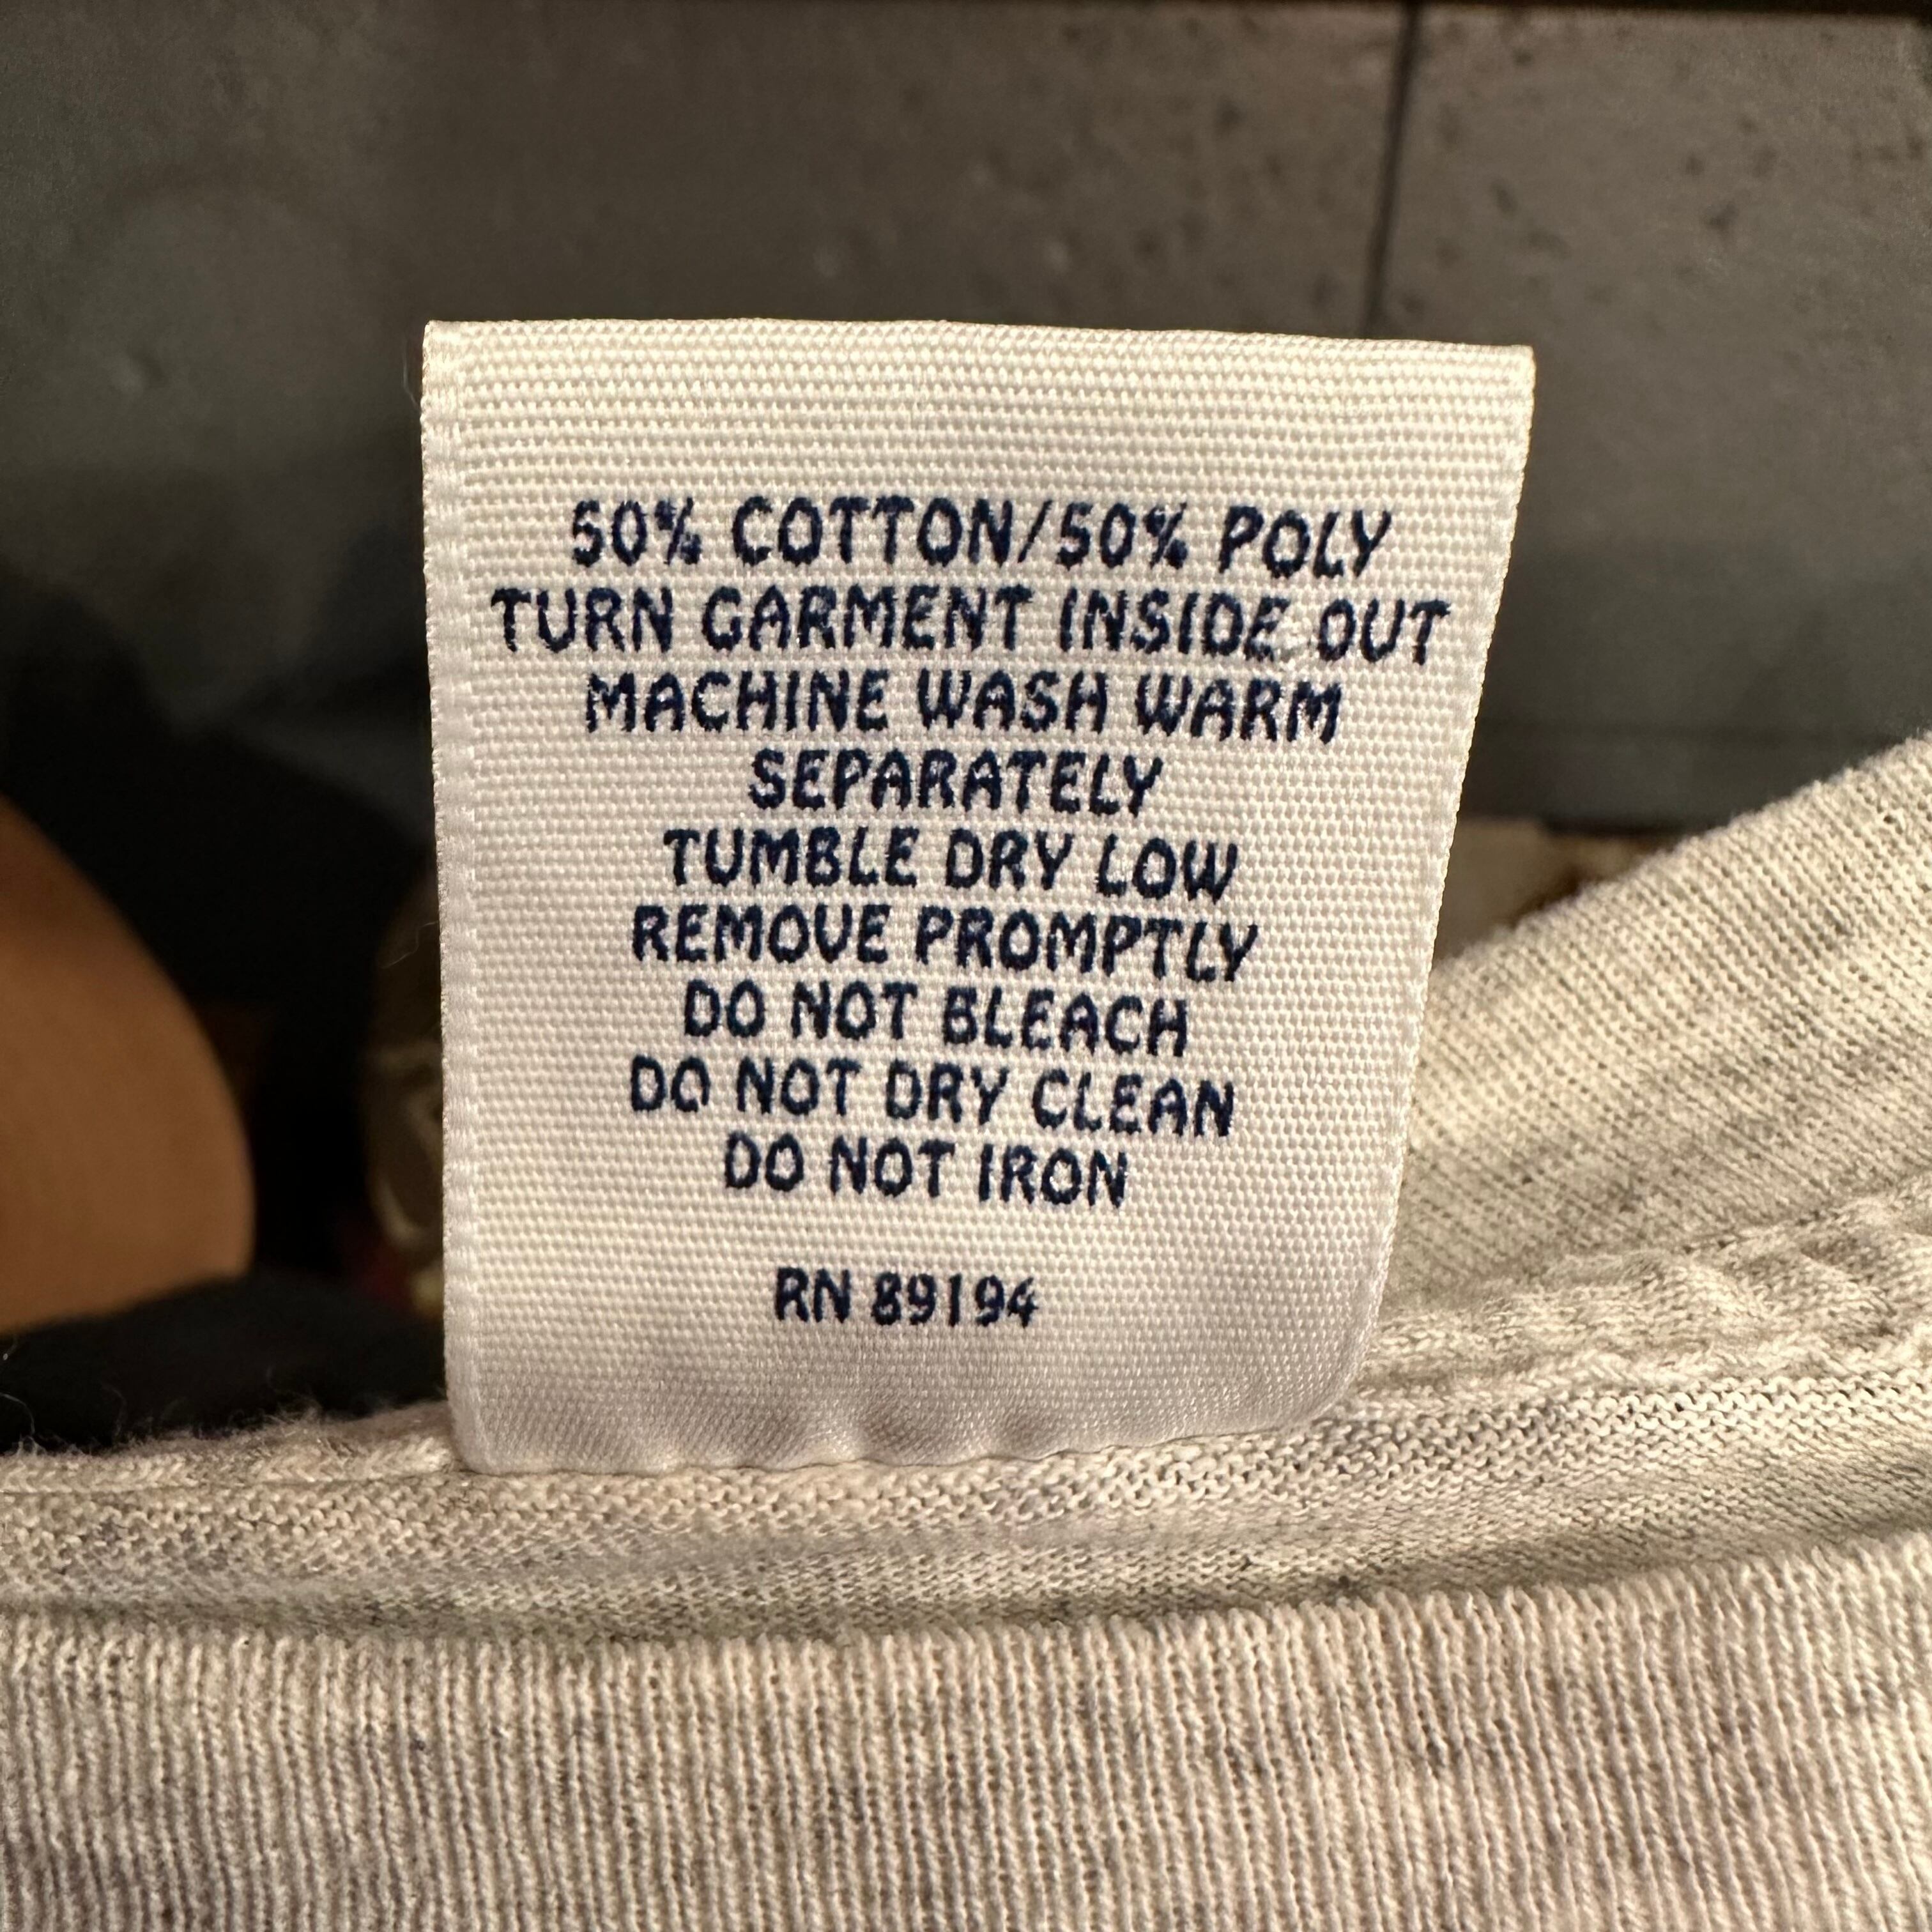 50% COTTON/50% POLY
TURN GARMENT INSIDE OUT
MACHINE WASH WARM
SEPARATELY
TUMBLE DRY LOW
REMOVE PROMPTLY
DO NOT BLEACH
DO NOT DRY CLEAN
DO NOT IRON
RN 89194